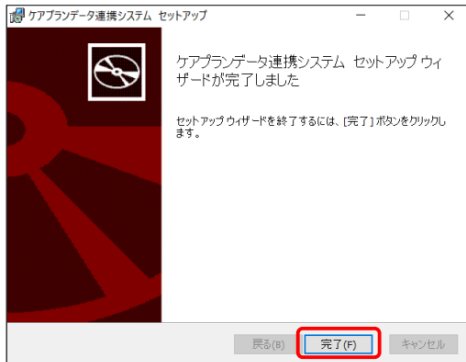 ケアプランデータ連携システム セットアップ
ケアプランデータ連携システム セットアップ ウィ
ザードが完了しました
セットアップ ウィザードを終了するには、[完了] ボタンをクリックし
ます。
戻る(B) 完了(F) キャンセル